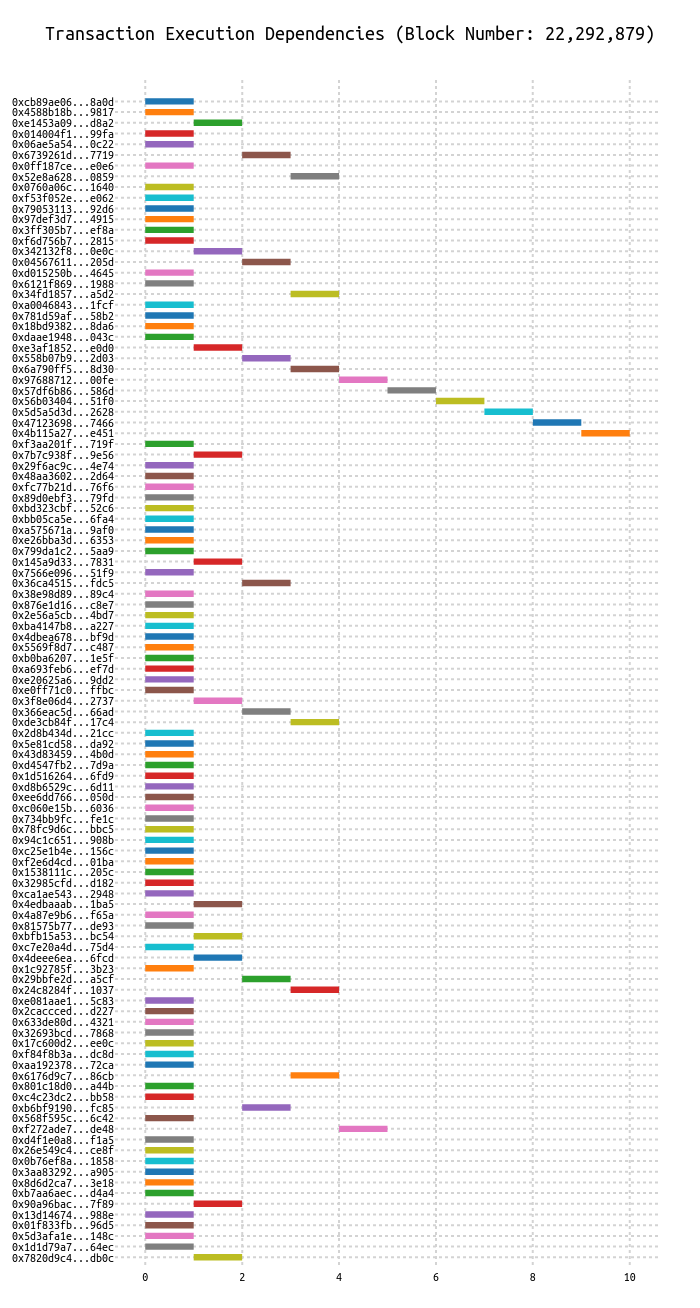 Transaction Execution Dependencies (Block Number: 22,292,879)
0xcb89ae06...8a0d
0x4588b18b...9817
0xe1453a09...d8a2
0x014004f1...99fa
0x06ae5a54...0c22
0x6739261d...7719
0x0ff187ce...e0e6
0x52e8a628...0859
0x0760a06c...1640
0xf53f052e...e062
0x79053113...92d6
0x97def3d7...4915
0x3ff305b7...ef8a
0xf6d756b7...2815
0x342132f8...0e0c
0x04567611...205d
0xd015250b...4645
0x6121f869...1988
0x34fd1857...a5d2
0xa0046843...1fcf
0x781d59af...58b2
0x18bd9382...8da6
0xdaae1948...043c
0xe3af1852...e0d0
0x558b07b9...2d03
0x6a790ff5...8d30
0x97688712...00fe
0x57df6b86...586d
0x56b03404...51f0
0x5d5a5d3d...2628
0x47123698...7466
0x4b115a27...e451
0xf3aa201f...719f
0x7b7c938f...9e56
0x29f6ac9c...4e74
0x48aa3602...2d64
0xfc77b21d...76f6
0x89d0ebf3...79fd
0xbd323cbf...52c6
0xbb05ca5e...6fa4
0xa575671a...9af0
0xe26bba3d...6353
0x799da1c2...5aa9
0x145a9d33...7831
0x7566e096...51f9
0x36ca4515...fdc5
0x38e98d89...89c4
0x876e1d16...c8e7
0x2e56a5cb...4bd7
0xba4147b8...a227
0x4dbea678...bf9d
0x5569f8d7...c487
0xb0ba6207...1e5f
0xa693feb6...ef7d
0xe20625a6...9dd2
0xe0ff71c0...ffbc
0x3f8e06d4...2737
0x366eac5d...66ad
0xde3cb84f...17c4
0x2d8b434d...21cc
0x5e81cd58...da92
0x43d83459...4b0d
0xd4547fb2...7d9a
0x1d516264...6fd9
0xd8b6529c...6d11
0xee6dd766...050d
0xc060e15b...6036
0x734bb9fc...fe1c
0x78fc9d6c...bbc5
0x94c1c651...908b
0xc25e1b4e...156c
0xf2e6d4cd...01ba
0x1538111c...205c
0x32985cfd...d182
0xca1ae543...2948
0x4edbaaab...1ba5
0x4a87e9b6...f65a
0x81575b77...de93
0xbfb15a53...bc54
0xc7e20a4d...75d4
0x4deee6ea...6fcd
0x1c92785f...3b23
0x29bbfe2d...a5cf
0x24c8284f...1037
0xe081aae1...5c83
0x2caccced...d227
0x633de80d...4321
0x32693bcd...7868
0x17c600d2...ee0c
0xf84f8b3a...dc8d
0xaa192378...72ca
0x6176d9c7...86cb
0x801c18d0...a44b
0xc4c23dc2...bb58
0xb6bf9190...fc85
0x568f595c...6c42
0xf272ade7...de48
0xd4f1e0a8...f1a5
0x26e549c4...ce8f
0x0b76ef8a...1858
0x3aa83292...a905
0x8d6d2ca7...3e18
0xb7aa6aec...d4a4
0x90a96bac...7f89
0x13d14674...988e
0x01f833fb...96d5
0x5d3afa1e...148c
0x1d1d79a7...64ec
0x7820d9c4...db0c
0 2 4 6 8 10